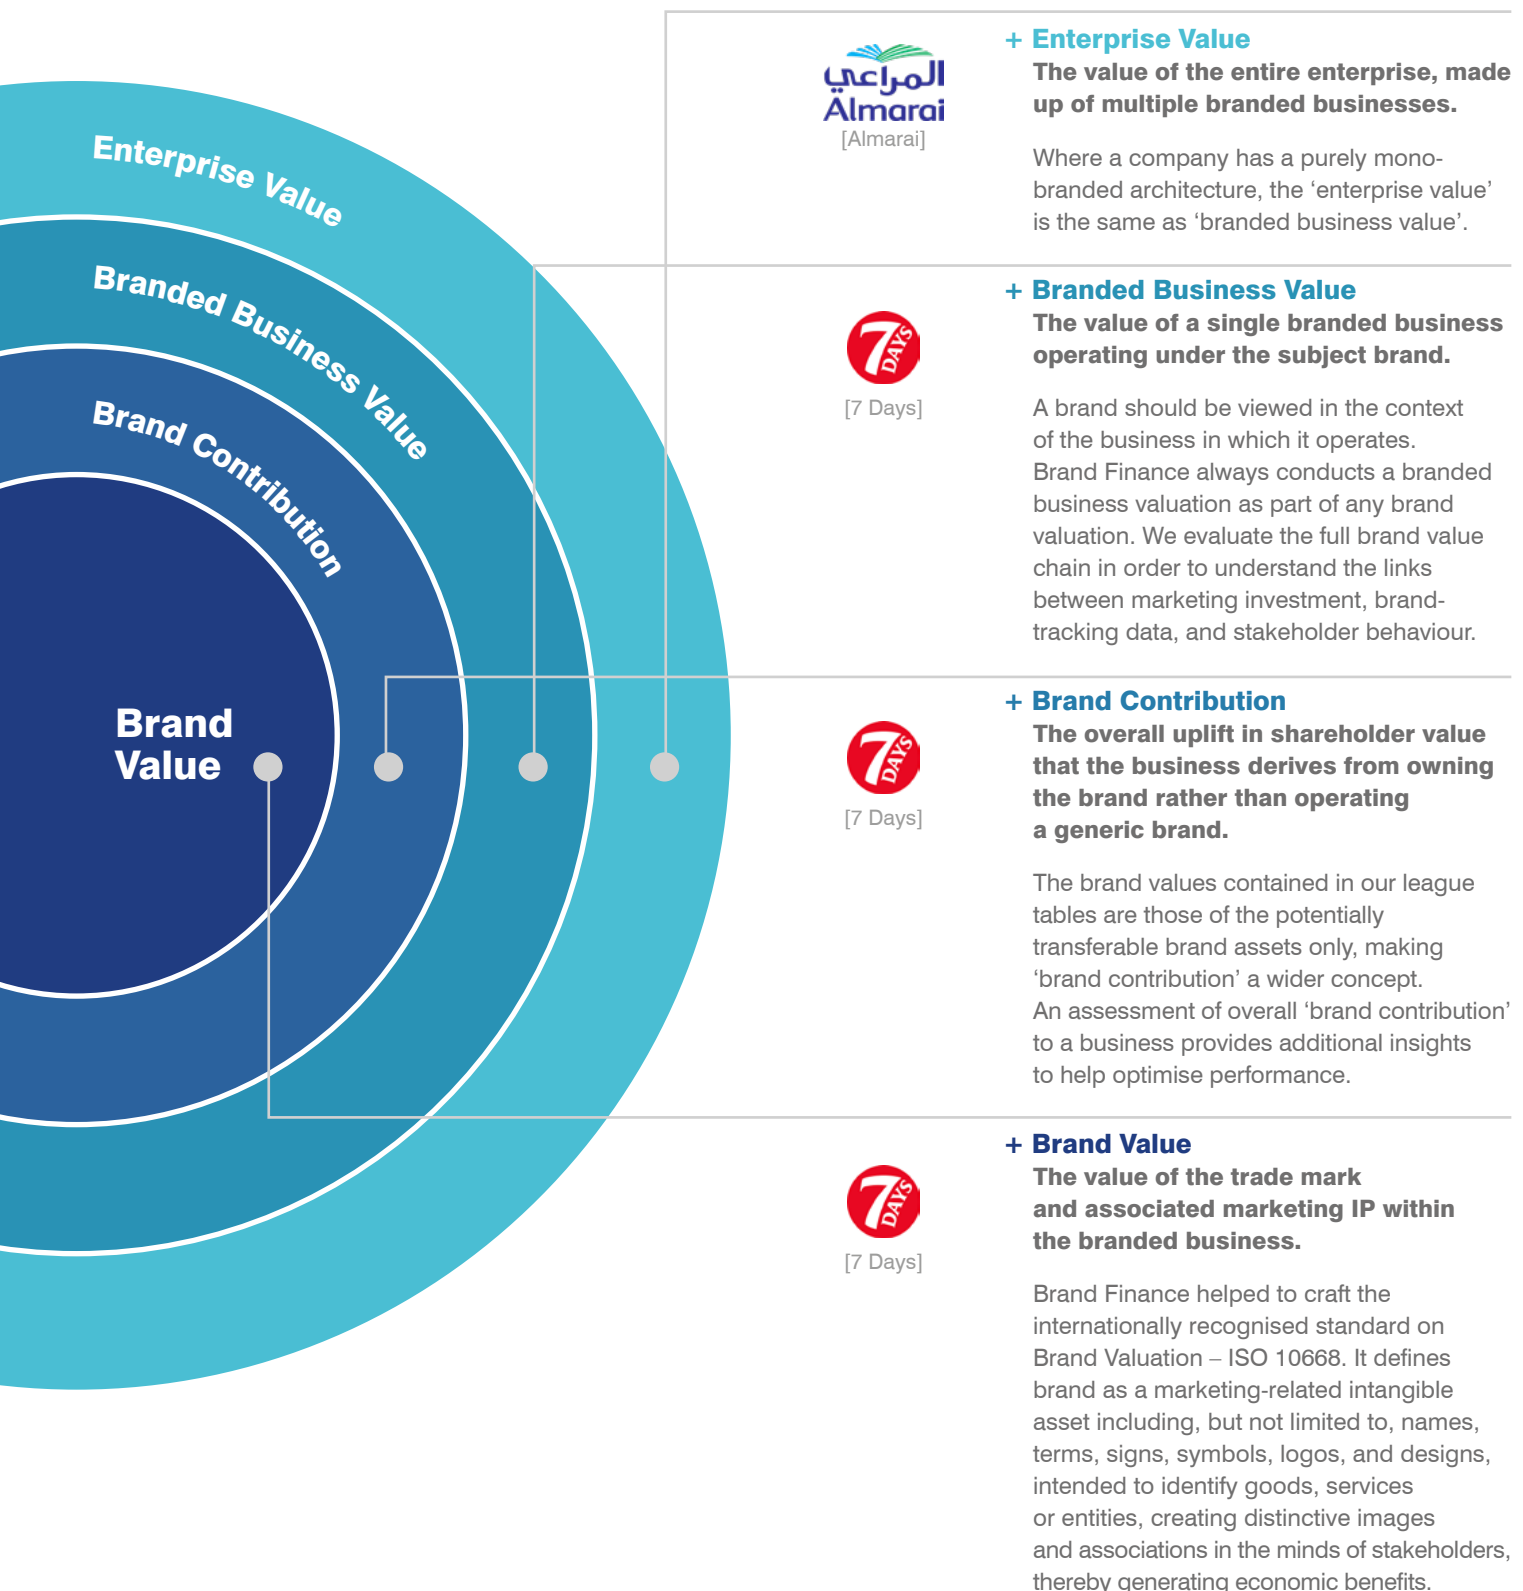 Enterprise Value
Branded Business Value
Brand Contribution
Brand
Value
المراعي
Almarai
[Almarai]
+ Enterprise Value
The value of the entire enterprise, made
up of multiple branded businesses.
Where a company has a purely mono-
branded architecture, the ‘enterprise value’
is the same as ‘branded business value’.
7
DAYS
[7 Days]
+ Branded Business Value
The value of a single branded business
operating under the subject brand.
A brand should be viewed in the context
of the business in which it operates.
Brand Finance always conducts a branded
business valuation as part of any brand
valuation. We evaluate the full brand value
chain in order to understand the links
between marketing investment, brand-
tracking data, and stakeholder behaviour.
7
DAYS
[7 Days]
+ Brand Contribution
The overall uplift in shareholder value
that the business derives from owning
the brand rather than operating
a generic brand.
The brand values contained in our league
tables are those of the potentially
transferable brand assets only, making
‘brand contribution’ a wider concept.
An assessment of overall ‘brand contribution’
to a business provides additional insights
to help optimise performance.
7
DAYS
[7 Days]
+ Brand Value
The value of the trade mark
and associated marketing IP within
the branded business.
Brand Finance helped to craft the
internationally recognised standard on
Brand Valuation – ISO 10668. It defines
brand as a marketing-related intangible
asset including, but not limited to, names,
terms, signs, symbols, logos, and designs,
intended to identify goods, services
or entities, creating distinctive images
and associations in the minds of stakeholders,
thereby generating economic benefits.